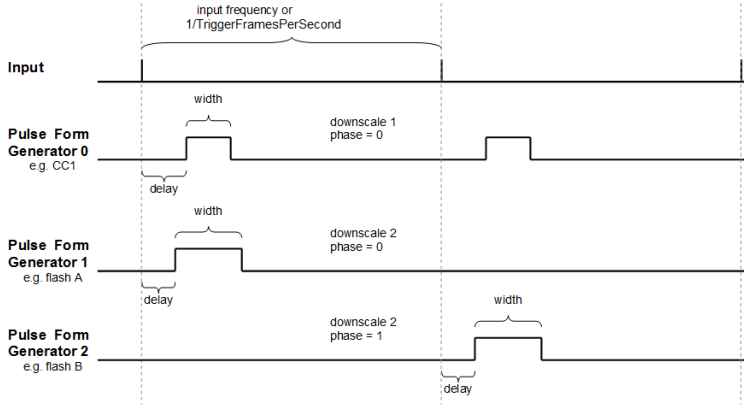 input frequency or
1/TriggerFramesPerSecond
Input
width
downscale 1
phase = 0
Pulse Form
Generator 0
e.g. CC1
delay
width
downscale 2
phase = 0
Pulse Form
Generator 1
e.g. flash A
delay
width
downscale 2
phase = 1
Pulse Form
Generator 2
e.g. flash B
delay